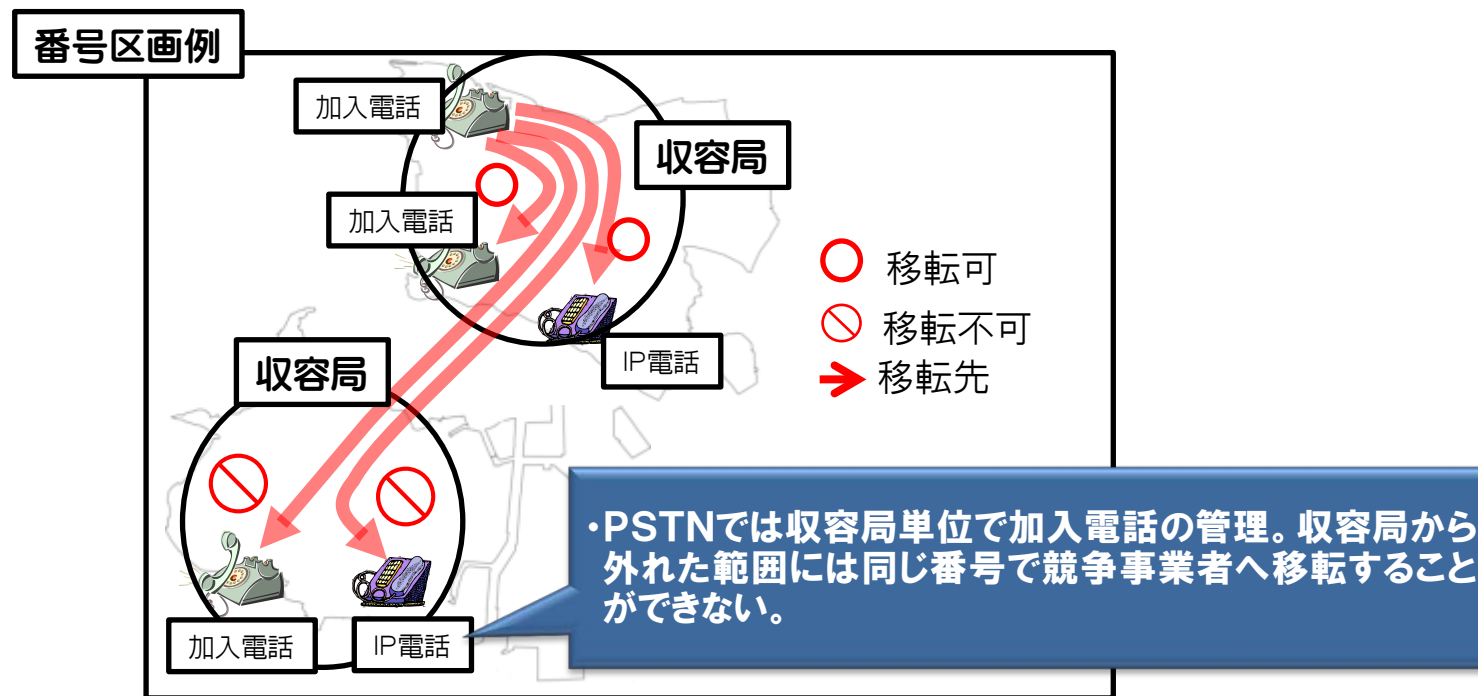 番号区画例
加入電話
収容局
加入電話
IP電話
移転可
移転不可
移転先
収容局
加入電話
IP電話
・PSTNでは収容局単位で加入電話の管理。収容局から
外れた範囲には同じ番号で競争事業者へ移転すること
ができない。